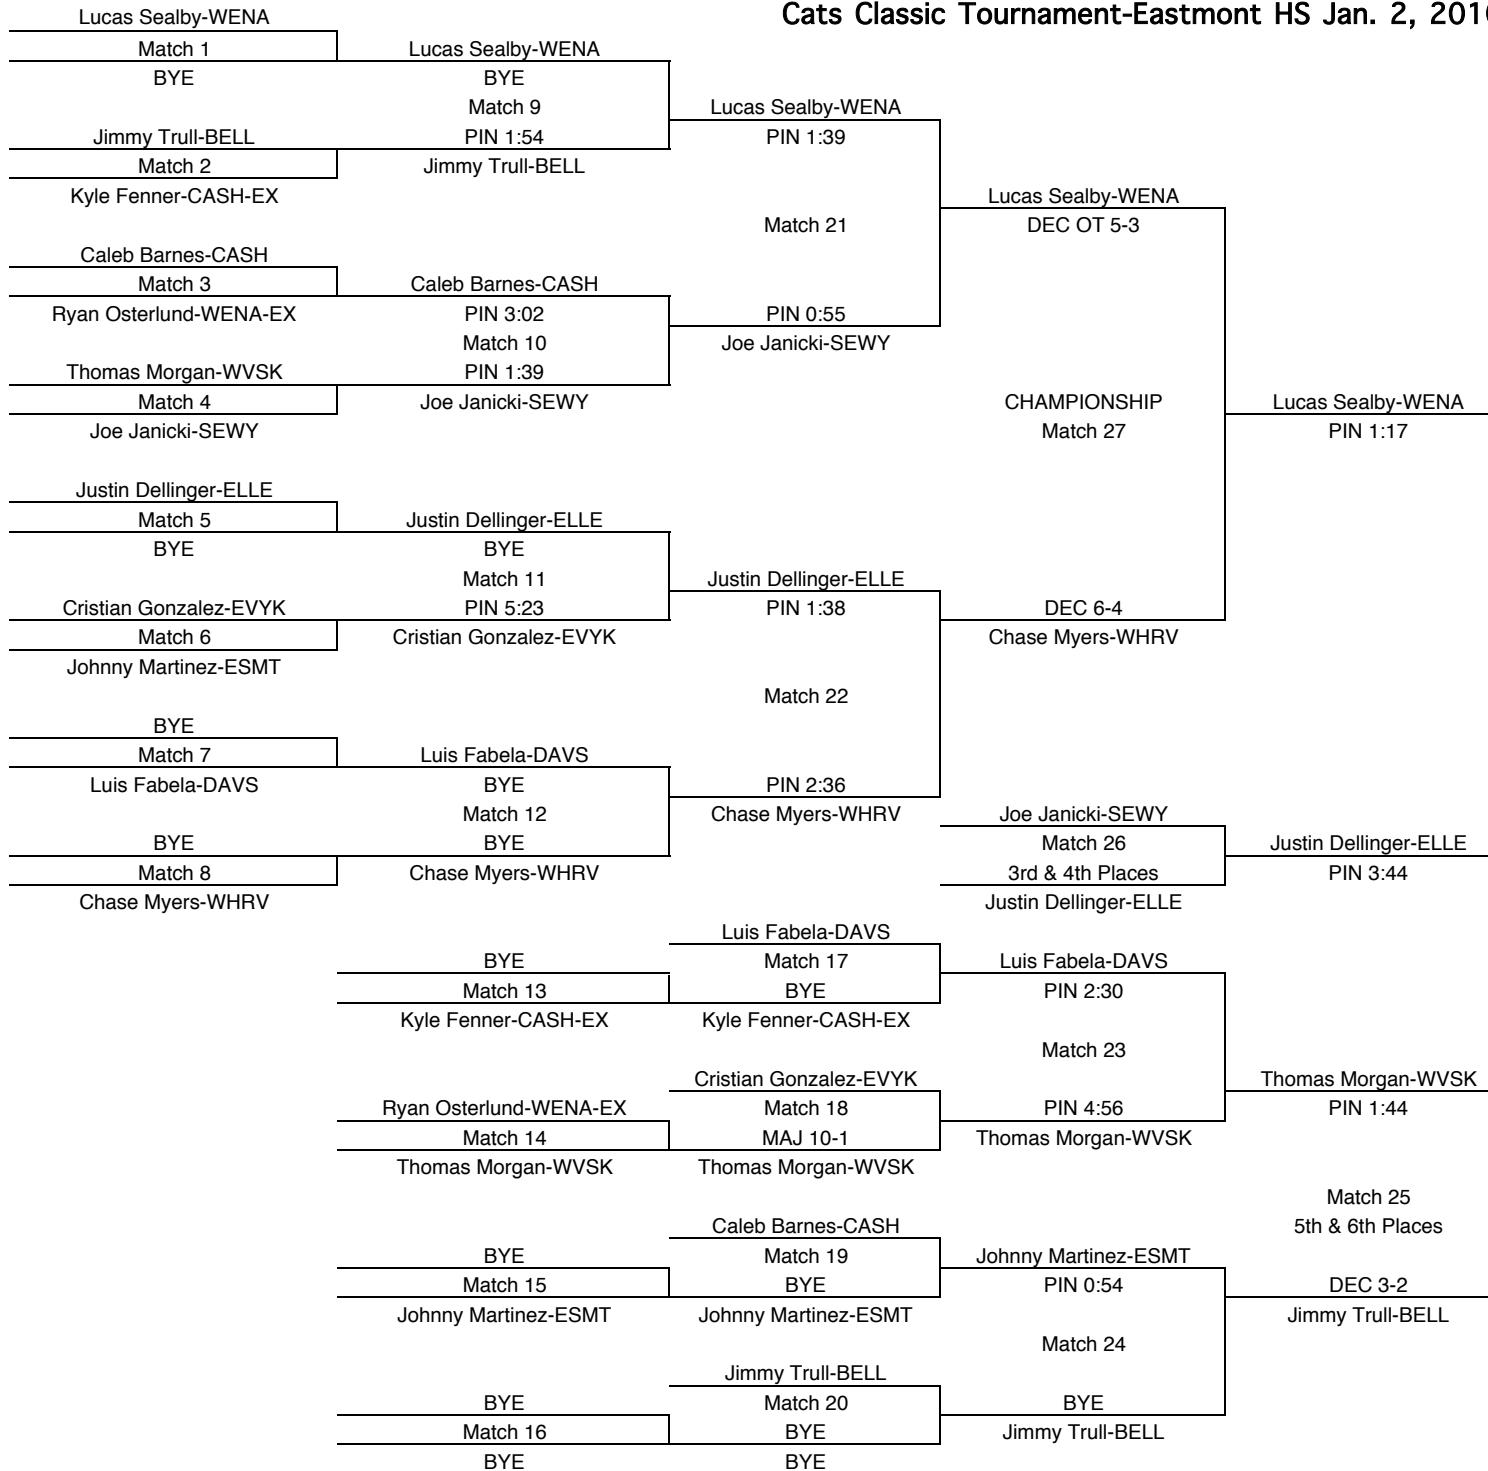 Cats Classic Tournament-Eastmont HS Jan. 2, 2010
Lucas Sealby-WENA
Match 1
BYE
Jimmy Trull-BELL
Match 2
Kyle Fenner-CASH-EX
Caleb Barnes-CASH
Match 3
Ryan Osterlund-WENA-EX
Thomas Morgan-WVSK
Match 4
Joe Janicki-SEWY
Justin Dellinger-ELLE
Match 5
BYE
Cristian Gonzalez-EVYK
Match 6
Johnny Martinez-ESMT
BYE
Match 7
Luis Fabela-DAVS
BYE
Match 8
Chase Myers-WHRV
Lucas Sealby-WENA
BYE
Match 9
PIN 1:54
Jimmy Trull-BELL
Caleb Barnes-CASH
PIN 3:02
Match 10
PIN 1:39
Joe Janicki-SEWY
Justin Dellinger-ELLE
BYE
Match 11
PIN 5:23
Cristian Gonzalez-EVYK
Luis Fabela-DAVS
BYE
Match 12
BYE
Chase Myers-WHRV
Lucas Sealby-WENA
PIN 1:39
Match 21
PIN 0:55
Joe Janicki-SEWY
Justin Dellinger-ELLE
PIN 1:38
Match 22
PIN 2:36
Chase Myers-WHRV
Lucas Sealby-WENA
DEC OT 5-3
CHAMPIONSHIP
Match 27
DEC 6-4
Chase Myers-WHRV
Lucas Sealby-WENA
PIN 1:17
Joe Janicki-SEWY
Match 26
3rd & 4th Places
Justin Dellinger-ELLE
Justin Dellinger-ELLE
PIN 3:44
BYE
Match 13
Kyle Fenner-CASH-EX
Ryan Osterlund-WENA-EX
Match 14
Thomas Morgan-WVSK
BYE
Match 15
Johnny Martinez-ESMT
BYE
Match 16
BYE
Luis Fabela-DAVS
Match 17
BYE
Kyle Fenner-CASH-EX
Cristian Gonzalez-EVYK
Match 18
MAJ 10-1
Thomas Morgan-WVSK
Caleb Barnes-CASH
Match 19
BYE
Johnny Martinez-ESMT
Jimmy Trull-BELL
Match 20
BYE
BYE
Luis Fabela-DAVS
PIN 2:30
Match 23
PIN 4:56
Thomas Morgan-WVSK
Johnny Martinez-ESMT
PIN 0:54
Match 24
BYE
Jimmy Trull-BELL
Thomas Morgan-WVSK
PIN 1:44
Match 25
5th & 6th Places
DEC 3-2
Jimmy Trull-BELL